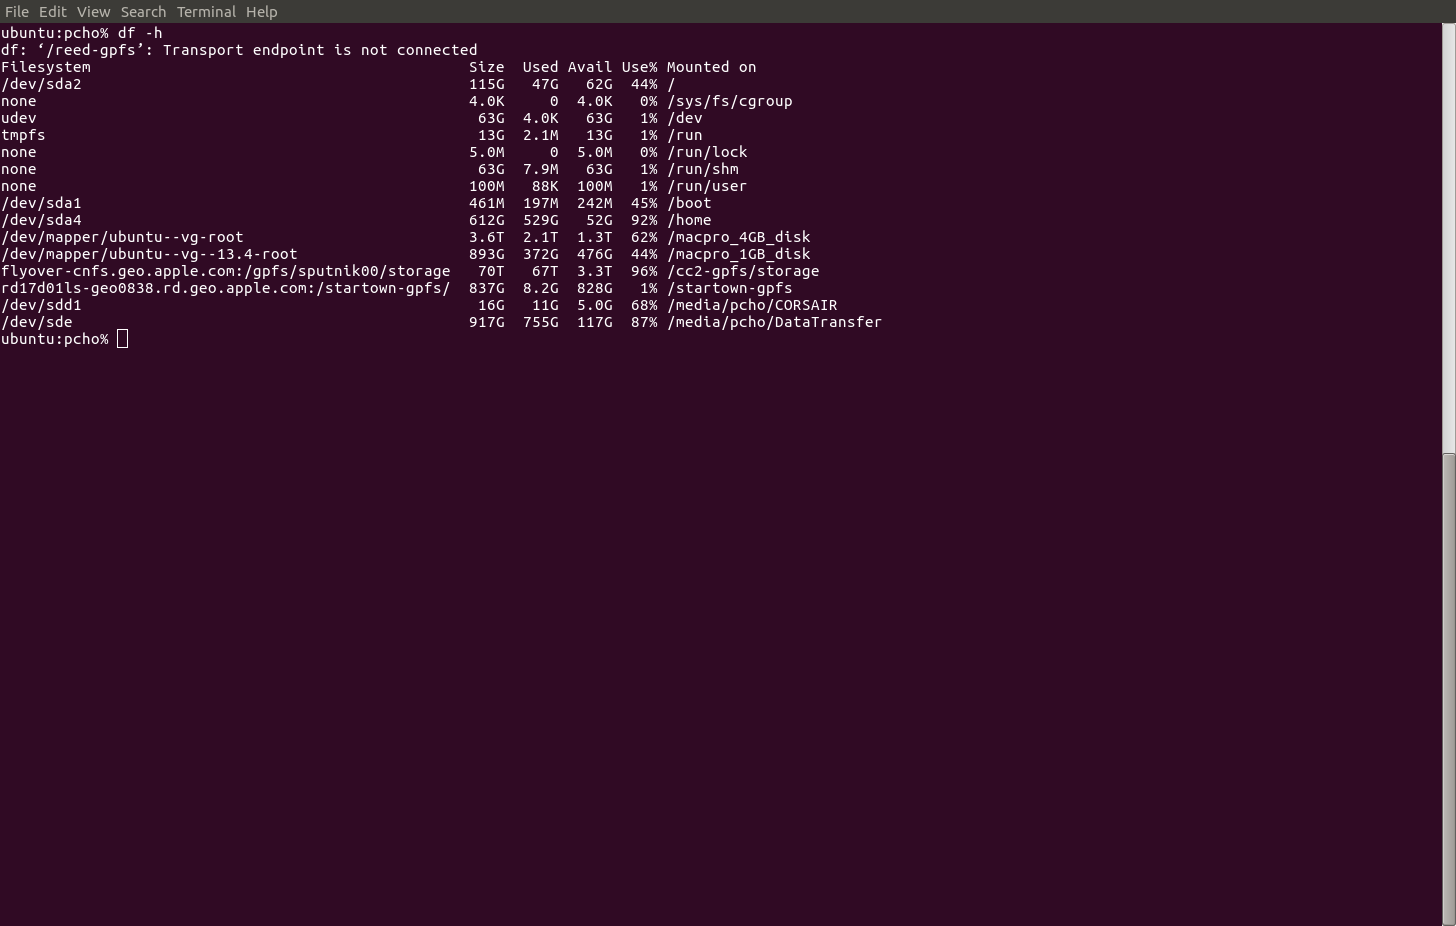 File Edit View Search Terminal Help
ubuntu:pcho% df -h
df: ‘/reed-gpfs’: Transport endpoint is not connected
Filesystem                                          Size  Used Avail Use% Mounted on
/dev/sda2                                           115G   47G   62G  44% /
none                                                4.0K     0  4.0K   0% /sys/fs/cgroup
udev                                                 63G  4.0K   63G   1% /dev
tmpfs                                                13G  2.1M   13G   1% /run
none                                                5.0M     0  5.0M   0% /run/lock
none                                                 63G  7.9M   63G   1% /run/shm
none                                                100M   88K  100M   1% /run/user
/dev/sda1                                           461M  197M  242M  45% /boot
/dev/sda4                                           612G  529G   52G  92% /home
/dev/mapper/ubuntu--vg-root                         3.6T  2.1T  1.3T  62% /macpro_4GB_disk
/dev/mapper/ubuntu--vg--13.4-root                   893G  372G  476G  44% /macpro_1GB_disk
flyover-cnfs.geo.apple.com:/gpfs/sputnik00/storage   70T   67T  3.3T  96% /cc2-gpfs/storage
rd17d01ls-geo0838.rd.geo.apple.com:/startown-gpfs/  837G  8.2G  828G   1% /startown-gpfs
/dev/sdd1                                            16G   11G  5.0G  68% /media/pcho/CORSAIR
/dev/sde                                            917G  755G  117G  87% /media/pcho/DataTransfer
ubuntu:pcho%